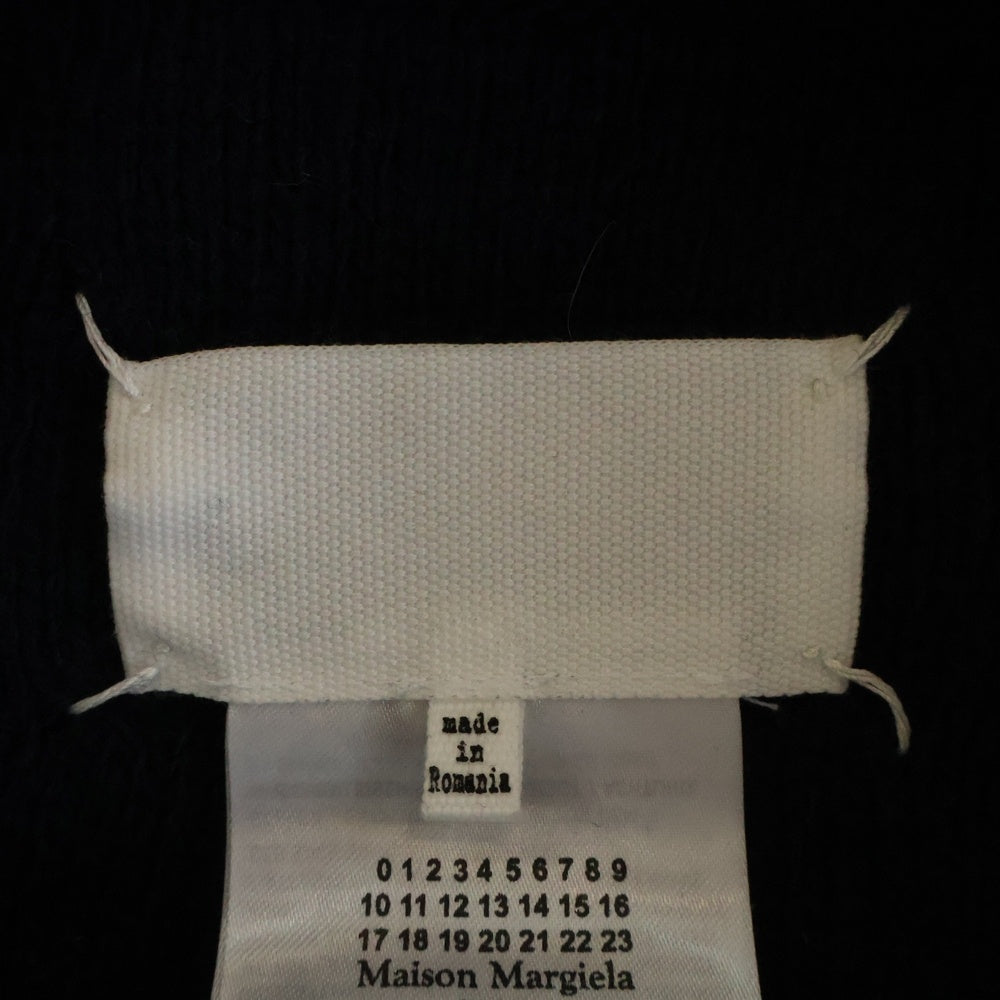 made
in
Romania
0 1 2 3 4 5 6 7 8 9
10 11 12 13 14 15 16
17 18 19 20 21 22 23
Maison Margiela